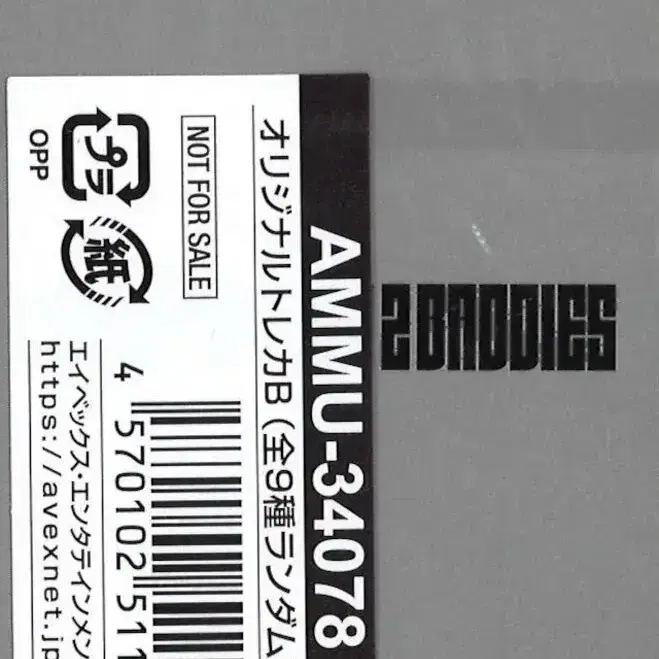 AMMU-34078
オリジナルトレカB(全9種ランダム
NOT FOR SALE
4 570102 511
プラ
紙
OPP
エイベックス・エンタテインメン
https://avexnet.jp
2 BADDIES